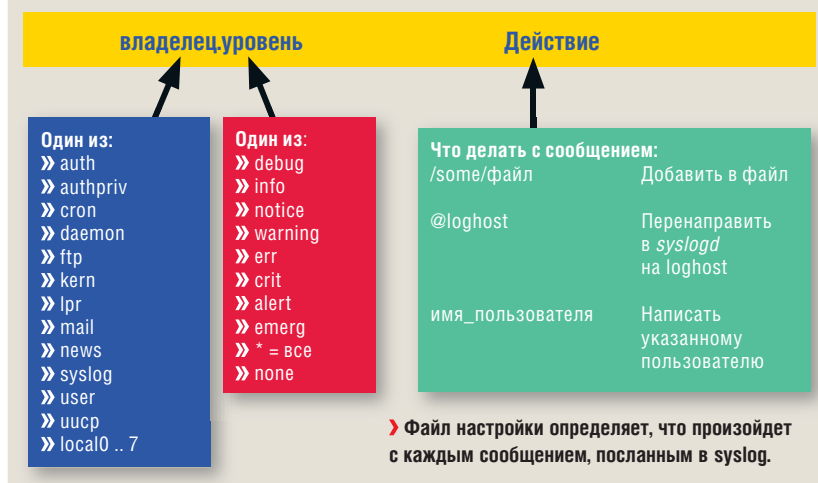 владелец.уровень
Действие
Один из:
» auth
» authpriv
» cron
» daemon
» ftp
» kern
» lpr
» mail
» news
» syslog
» user
» uucp
» local0 .. 7
Один из:
» debug
» info
» notice
» warning
» err
» crit
» alert
» emerg
» * = все
» none
Что делать с сообщением:
/some/файл Добавить в файл
@loghost Перенаправить
в syslogd
на loghost
имя_пользователя Написать
указанному
пользователю
› Файл настройки определяет, что произойдет
с каждым сообщением, посланным в syslog.